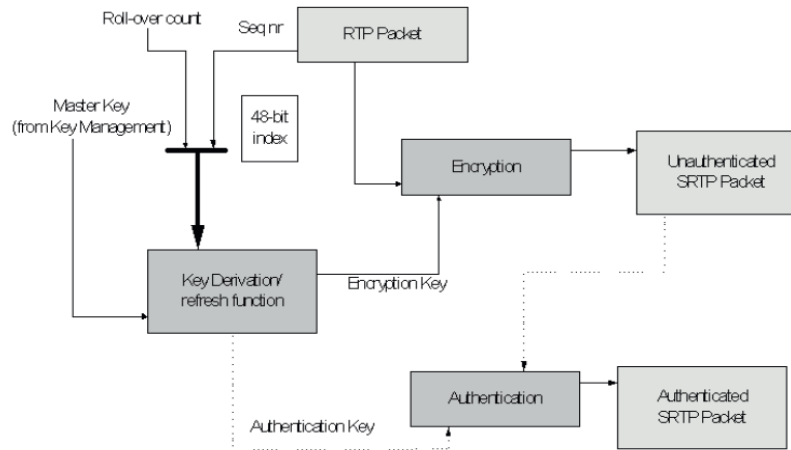 Roll-over count
Seq nr
RTP Packet
Master Key
(from Key Management)
48-bit
index
Encryption
Unauthenticated
SRTP Packet
Key Derivation/
refresh function
Encryption Key
Authentication
Authenticated
SRTP Packet
Authentication Key